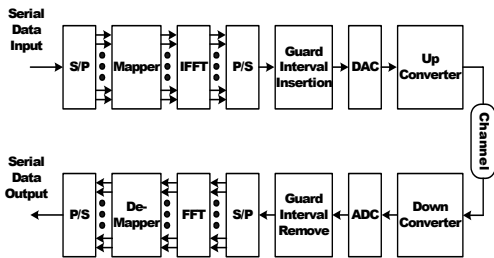 Serial
Data
Input
S/P
Mapper
IFFT
P/S
Guard
Interval
Insertion
DAC
Up
Converter
Channel
Serial
Data
Output
P/S
De-
Mapper
FFT
S/P
Guard
Interval
Remove
ADC
Down
Converter